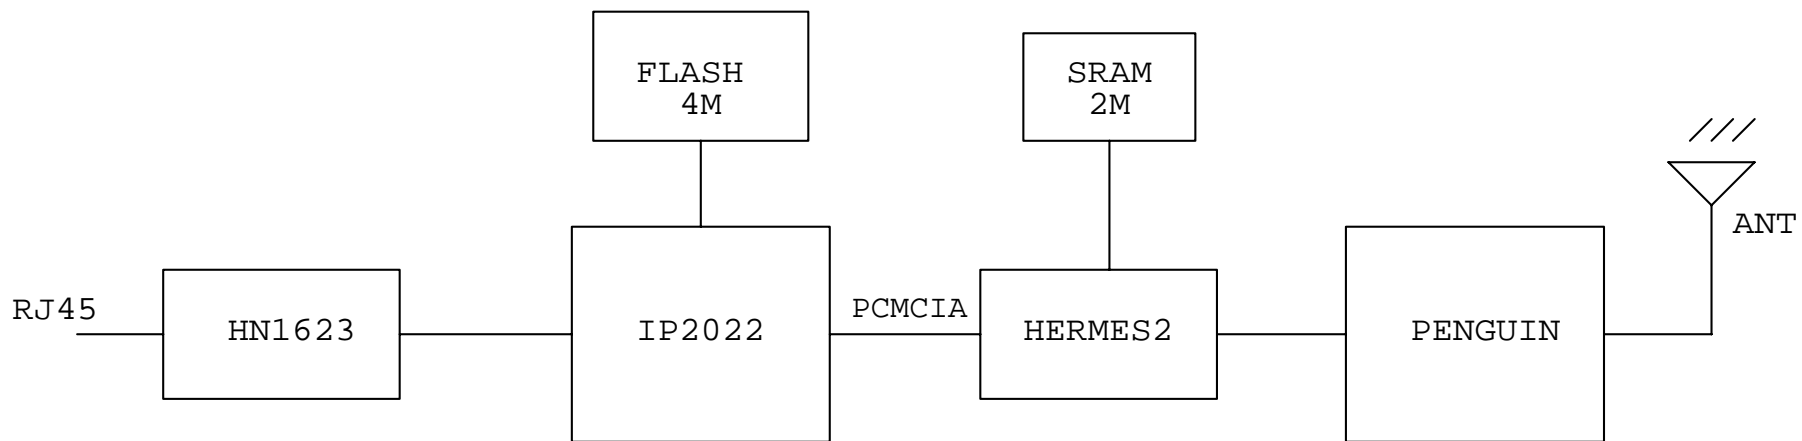 FLASH
4M
SRAM
2M
ANT
RJ45
HN1623
IP2022
PCMCIA
HERMES2
PENGUIN